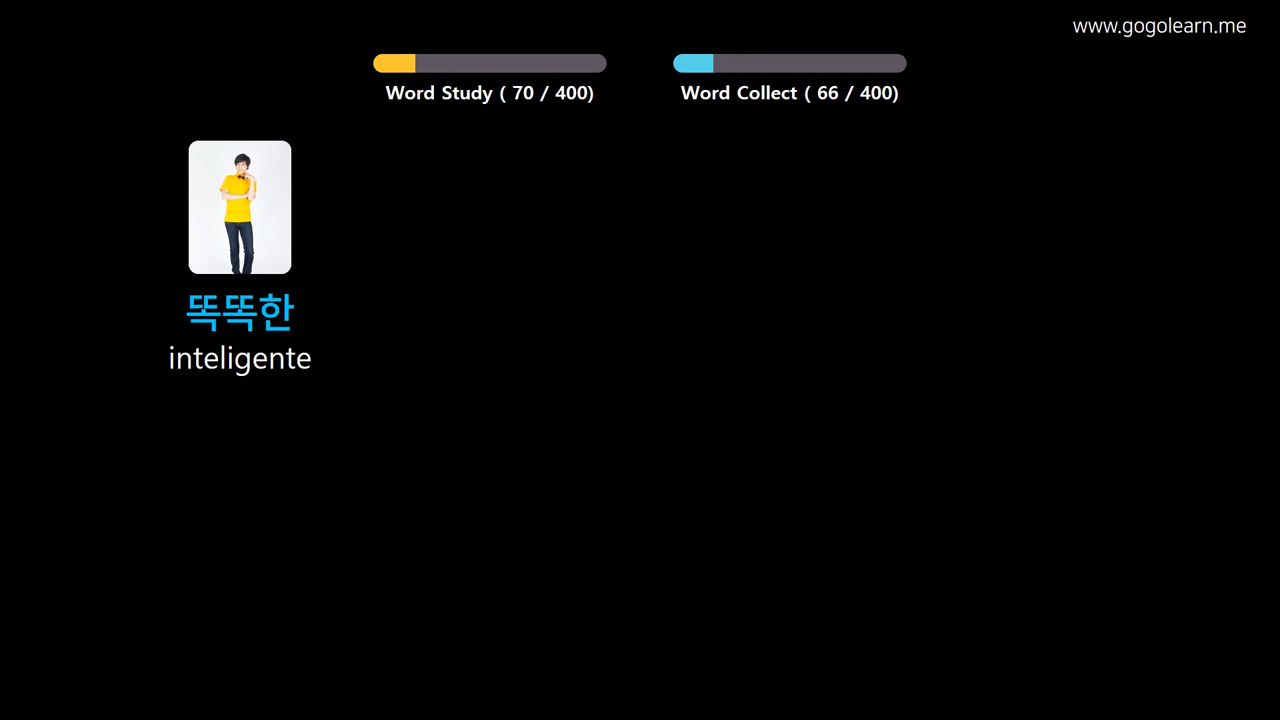 www.gogolearn.me
Word Study ( 70 / 400)
Word Collect ( 66 / 400)
똑똑한
inteligente